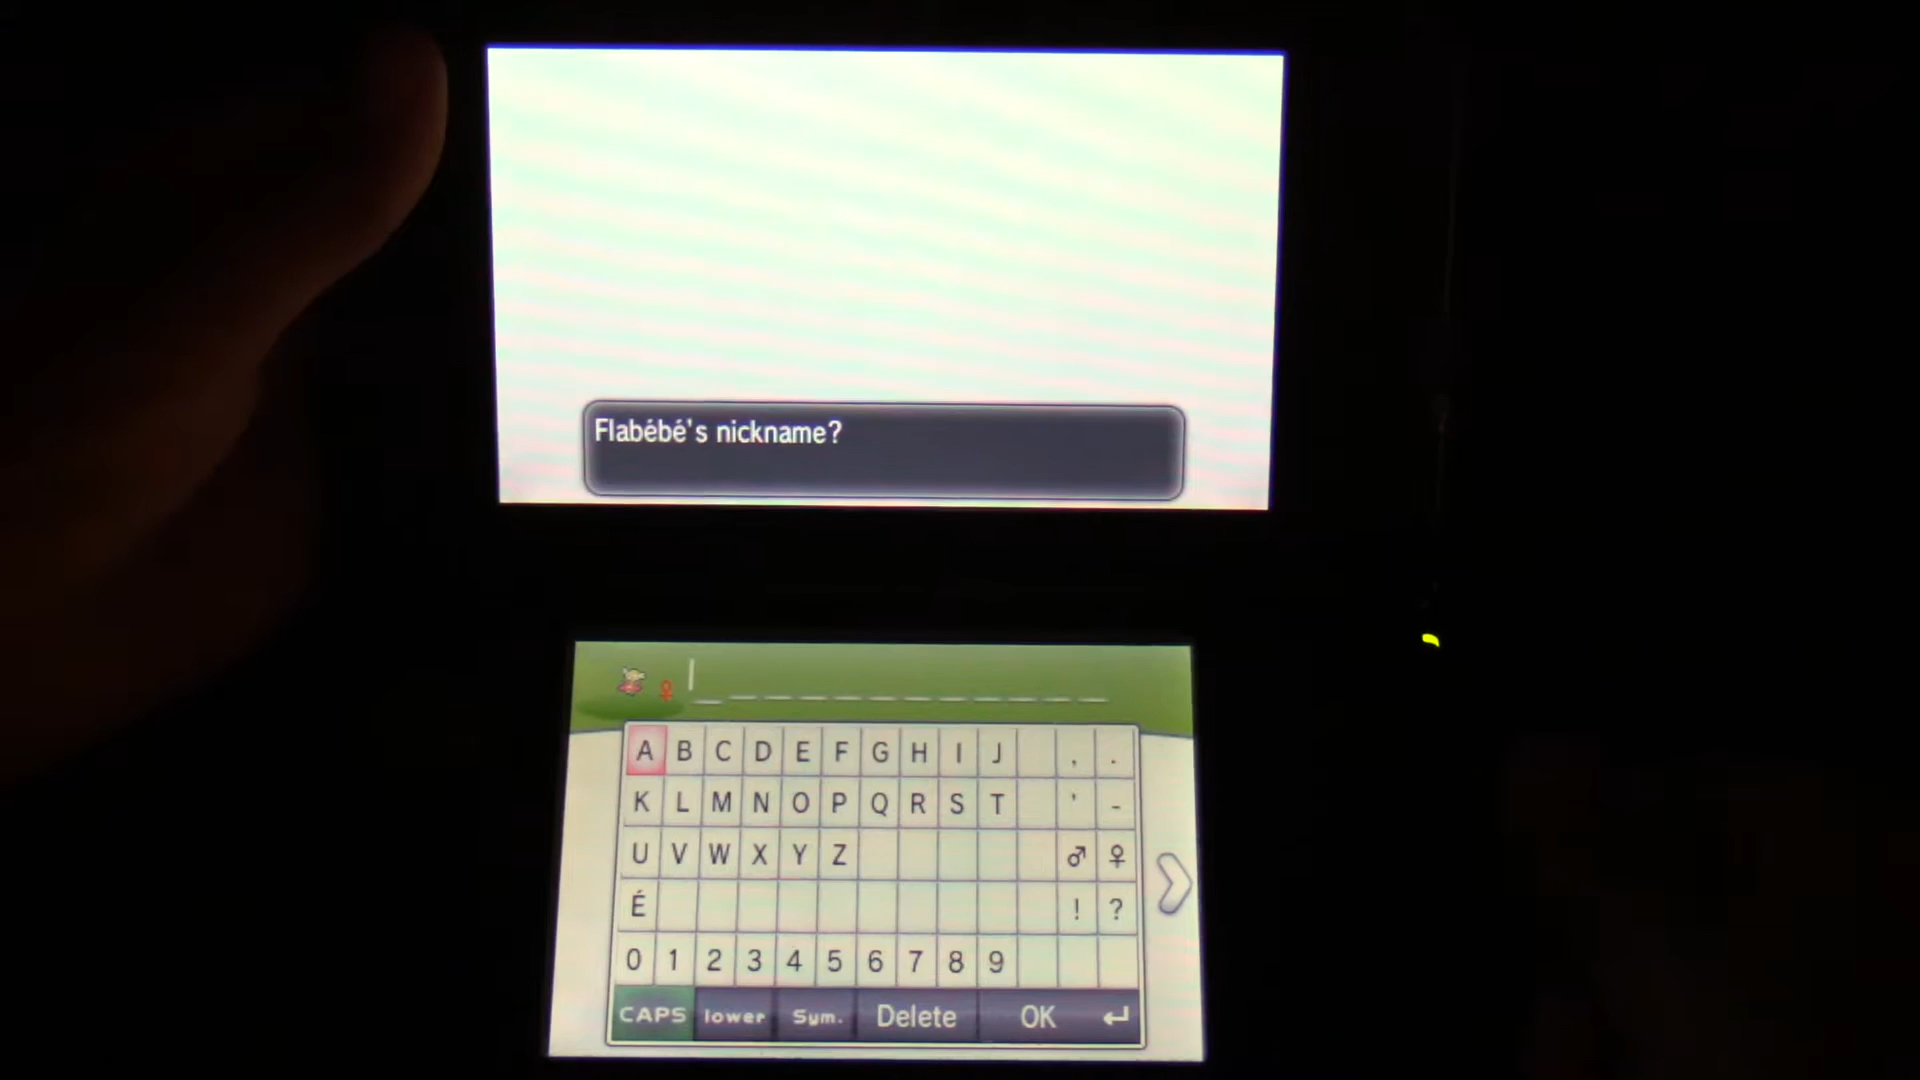 Flabébé's nickname?
♀
A B C D E F G H I J , .
K L M N O P Q R S T ' -
U V W X Y Z ♂ ♀
É ! ?
0 1 2 3 4 5 6 7 8 9
CAPS lower Sym. Delete OK